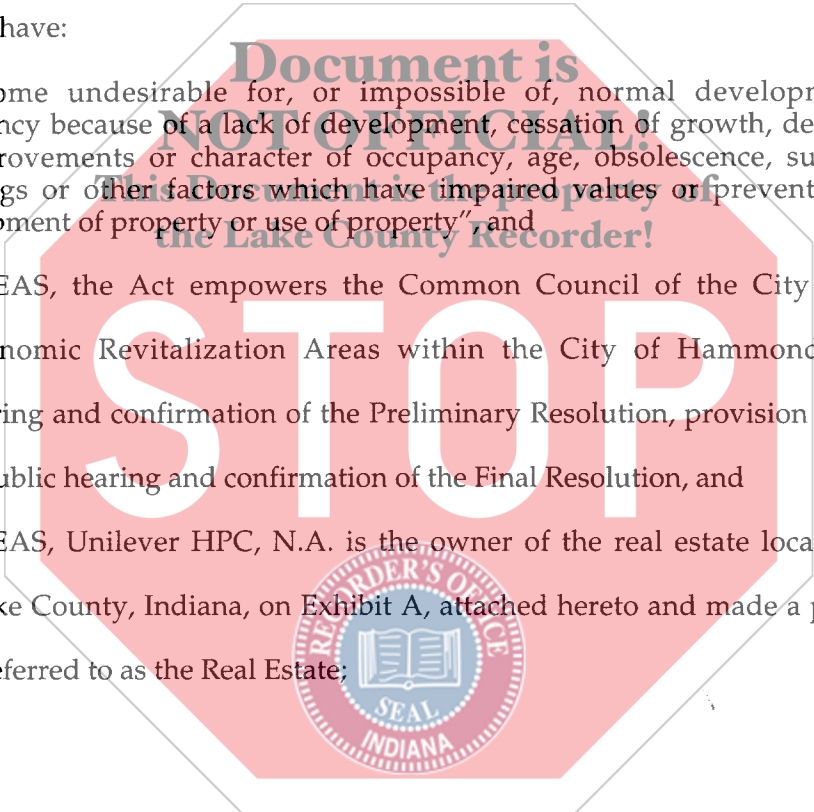 have:
Document is
ome undesirable for, or impossible of, normal developr
NOT OFFICIAL!
ncy because of a lack of development, cessation of growth, de
rovements or character of occupancy, age, obsolescence, su
This Document is the property of
gs or other factors which have impaired values or prevent
oment of property or use of property", and
the Lake County Recorder!
EAS, the Act empowers the Common Council of the City
STOP
nomic Revitalization Areas within the City of Hammond
ring and confirmation of the Preliminary Resolution, provision
ublic hearing and confirmation of the Final Resolution, and
EAS, Unilever HPC, N.A. is the owner of the real estate loca
RECORDER'S OFFICE
ke County, Indiana, on Exhibit A, attached hereto and made a p
eferred to as the Real Estate;
SEAL
INDIANA